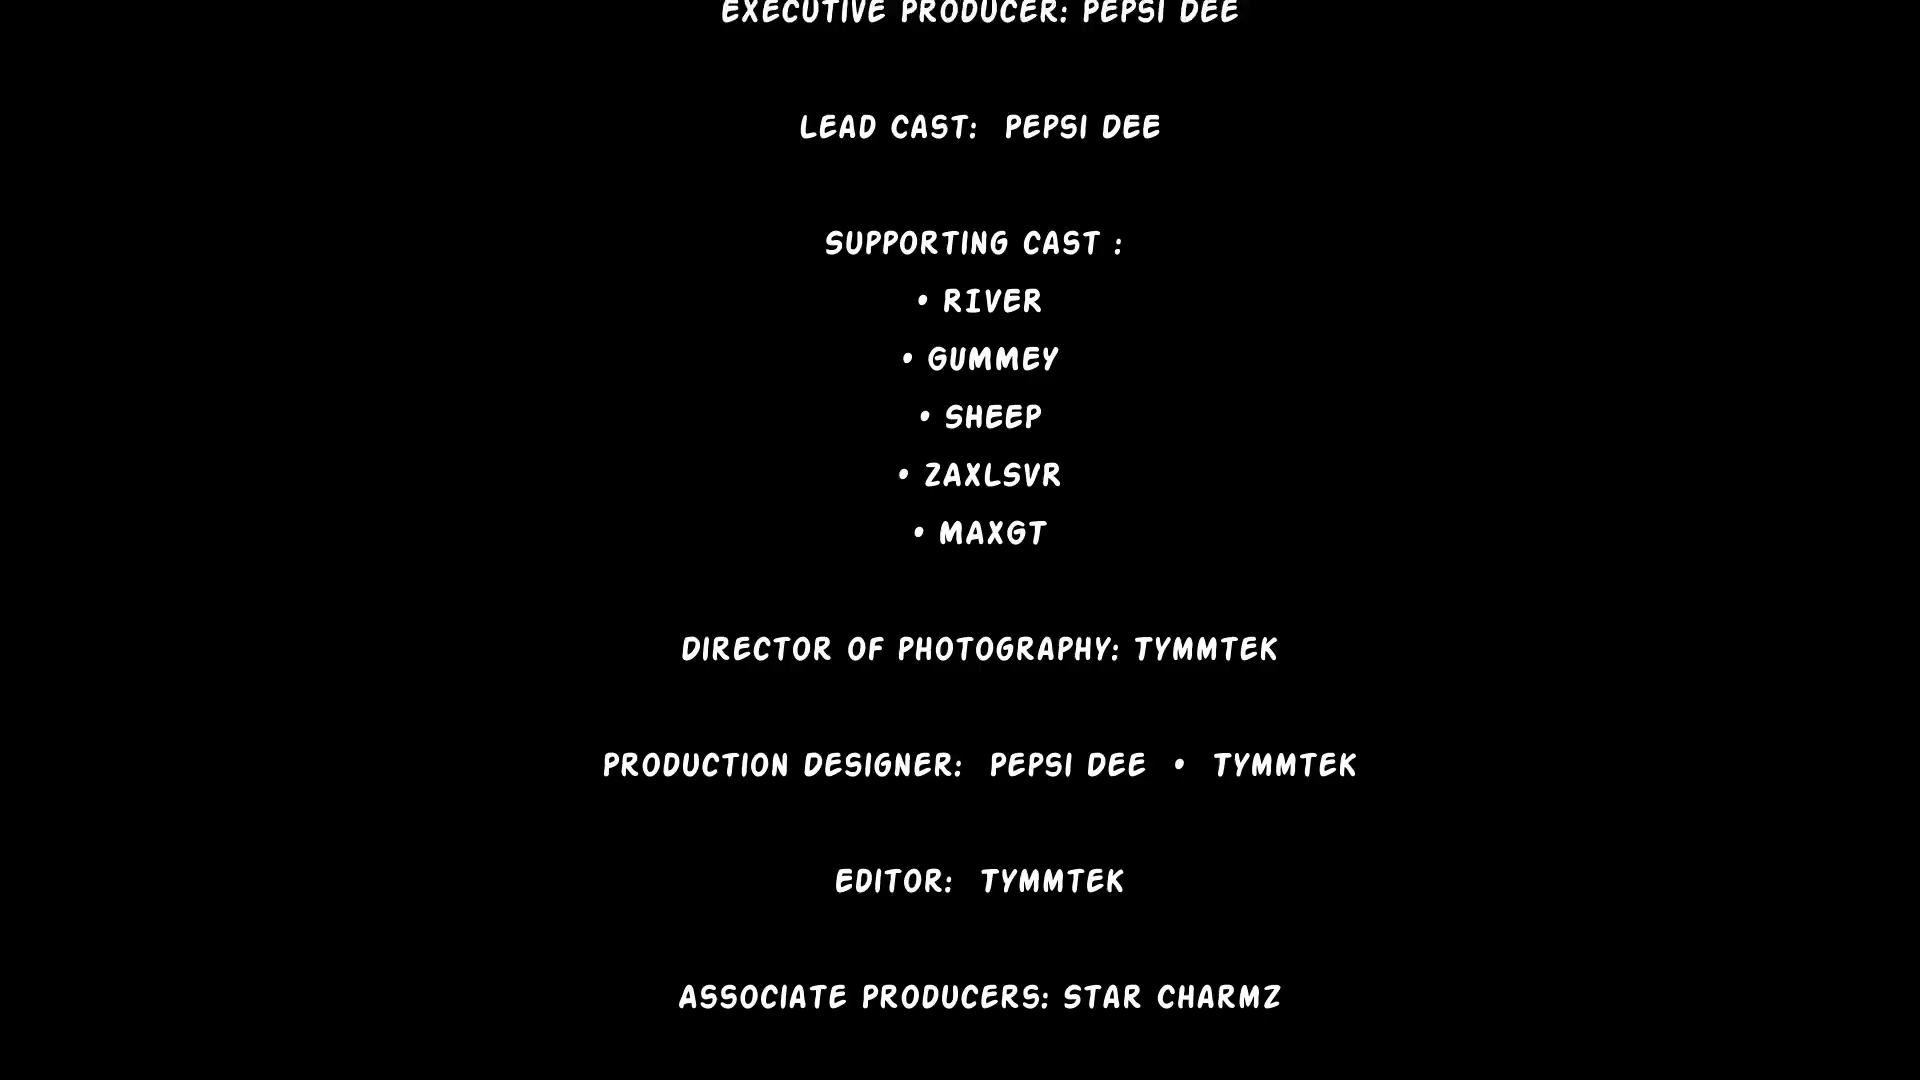 EXECUTIVE PRODUCER: PEPSI DEE
LEAD CAST: PEPSI DEE
SUPPORTING CAST :
• RIVER
• GUMMEY
• SHEEP
• ZAXLSVR
• MAXGT
DIRECTOR OF PHOTOGRAPHY: TYMMTEK
PRODUCTION DESIGNER: PEPSI DEE • TYMMTEK
EDITOR: TYMMTEK
ASSOCIATE PRODUCERS: STAR CHARMZ